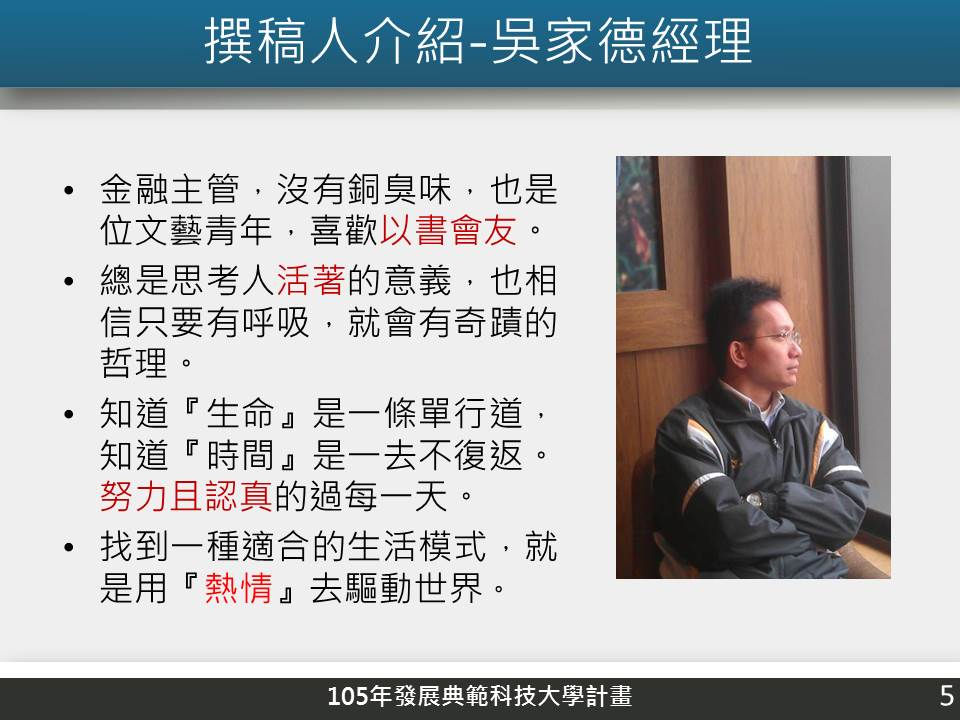 撰稿人介紹-吳家德經理
• 金融主管，沒有銅臭味，也是
位文藝青年，喜歡以書會友。
• 總是思考人活著的意義，也相
信只要有呼吸，就會有奇蹟的
哲理。
• 知道『生命』是一條單行道，
知道『時間』是一去不復返。
努力且認真的過每一天。
• 找到一種適合的生活模式，就
是用『熱情』去驅動世界。
105年發展典範科技大學計畫
5